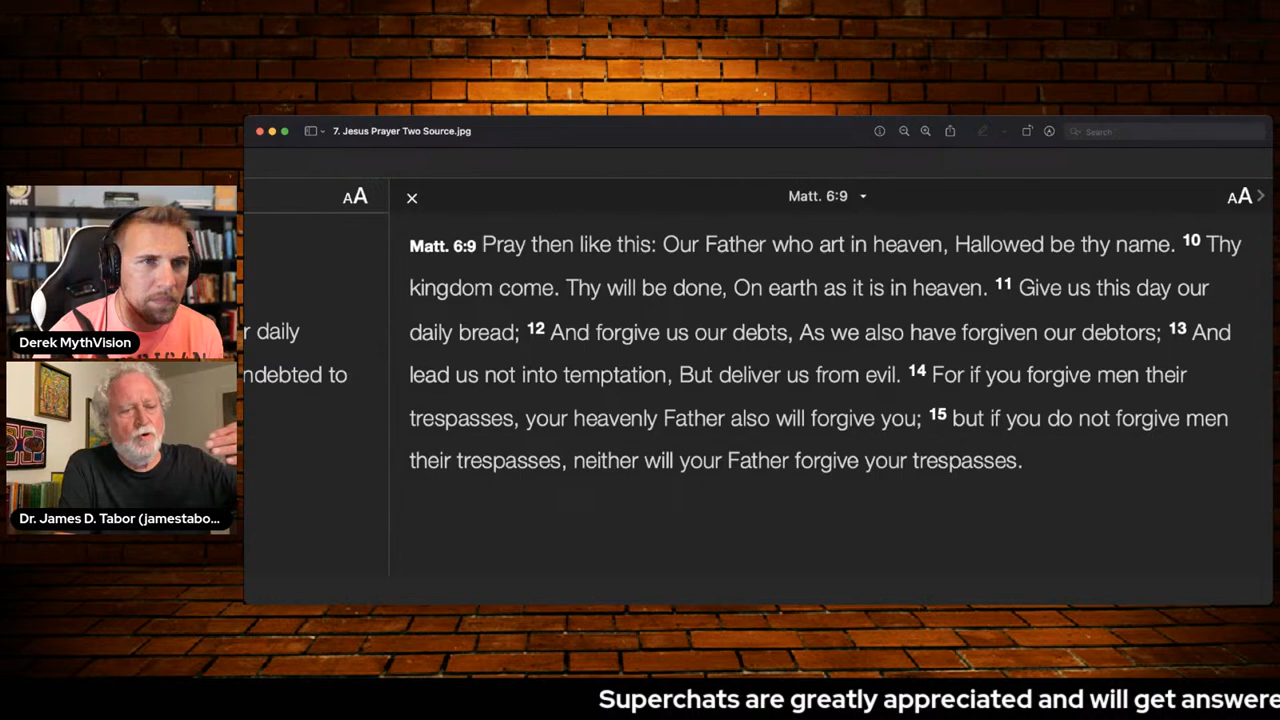 7. Jesus Prayer Two Source.jpg
Search
AA
Matt. 6:9
AA
Matt. 6:9 Pray then like this: Our Father who art in heaven, Hallowed be thy name. 10 Thy
kingdom come. Thy will be done, On earth as it is in heaven. 11 Give us this day our
daily bread; 12 And forgive us our debts, As we also have forgiven our debtors; 13 And
lead us not into temptation, But deliver us from evil. 14 For if you forgive men their
trespasses, your heavenly Father also will forgive you; 15 but if you do not forgive men
their trespasses, neither will your Father forgive your trespasses.
r daily
ndebted to
Derek MythVision
Dr. James D. Tabor (jamestabo...
Superchats are greatly appreciated and will get answere